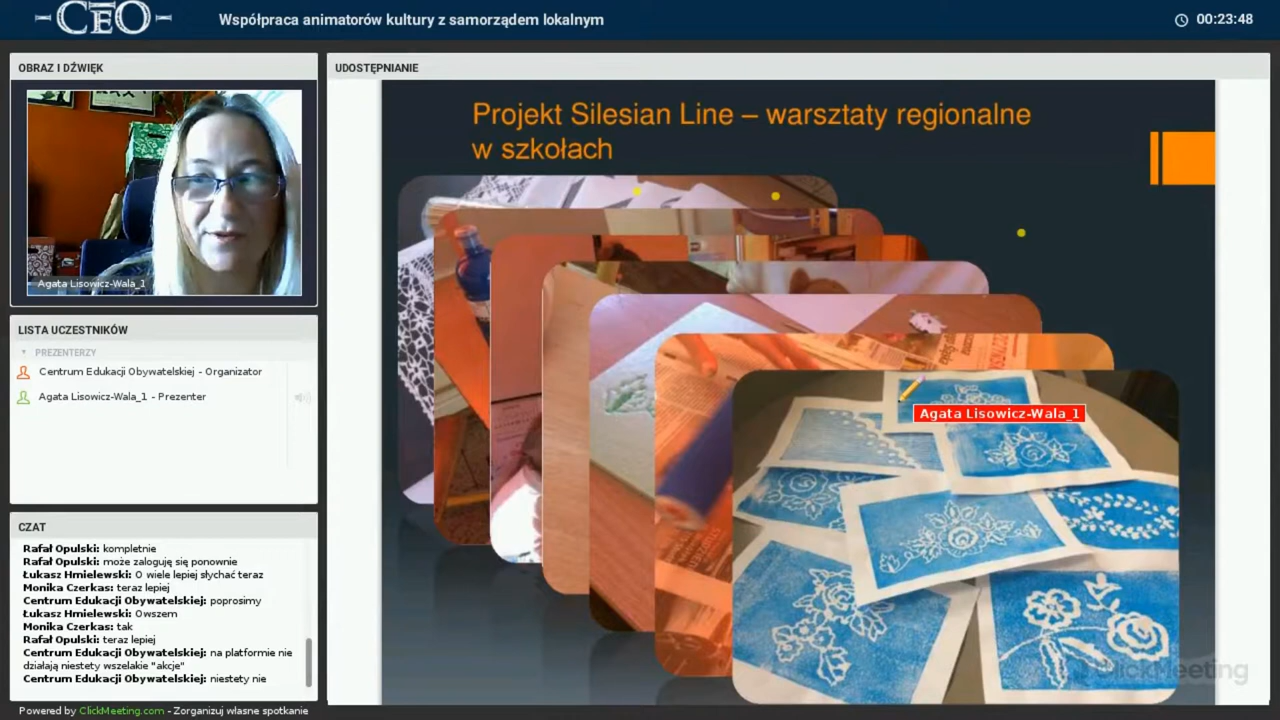 CEO
Współpraca animatorów kultury z samorządem lokalnym
00:23:48
OBRAZ I DŹWIĘK
Agata Lisowicz-Wala_1
LISTA UCZESTNIKÓW
PREZENTERZY
Centrum Edukacji Obywatelskiej - Organizator
Agata Lisowicz-Wala_1 - Prezenter
CZAT
Rafał Opulski: kompletnie
Rafał Opulski: może zaloguję się ponownie
Łukasz Hmielewski: O wiele lepiej słychać teraz
Monika Czerkas: teraz lepiej
Centrum Edukacji Obywatelskiej: poprosimy
Łukasz Hmielewski: Owszem
Monika Czerkas: tak
Rafał Opulski: teraz lepiej
Centrum Edukacji Obywatelskiej: na platformie nie
działają niestety wszelakie "akcje"
Centrum Edukacji Obywatelskiej: niestety nie
Powered by ClickMeeting.com - Zorganizuj własne spotkanie
UDOSTĘPNIANIE
Projekt Silesian Line – warsztaty regionalne
w szkołach
Agata Lisowicz-Wala_1
ClickMeeting